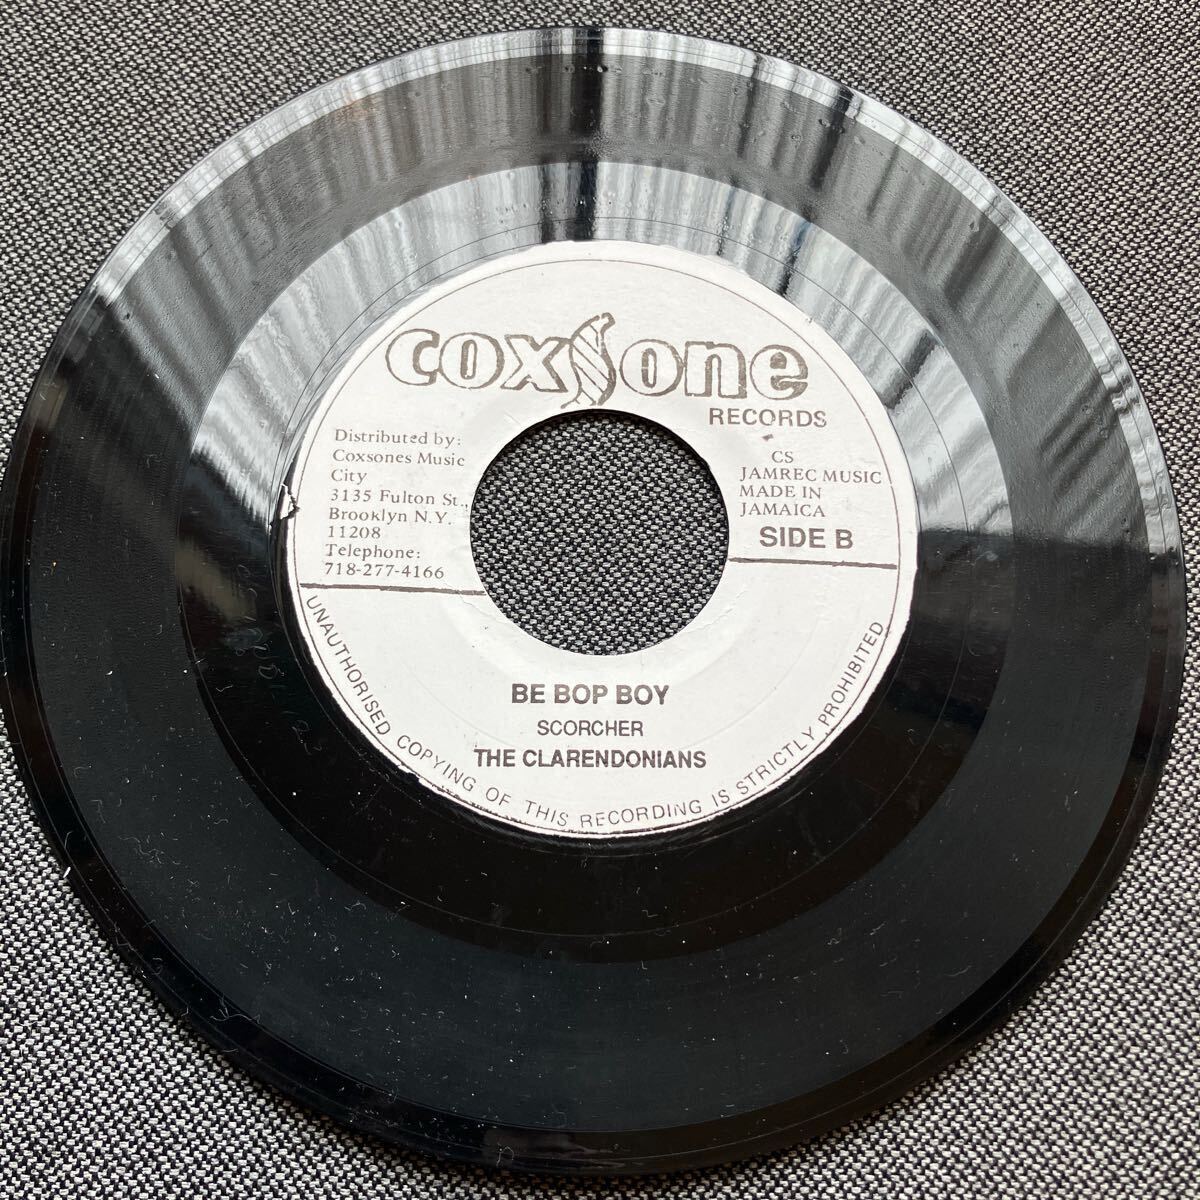 coxsone
RECORDS
Distributed by:
Coxsones Music
City
3135 Fulton St.,
Brooklyn N.Y.
11208
Telephone:
718-277-4166
CS
JAMREC MUSIC
MADE IN
JAMAICA
SIDE B
BE BOP BOY
SCORCHER
THE CLARENDONIANS
UNAUTHORISED COPYING OF THIS RECORDING IS STRICTLY PROHIBITED